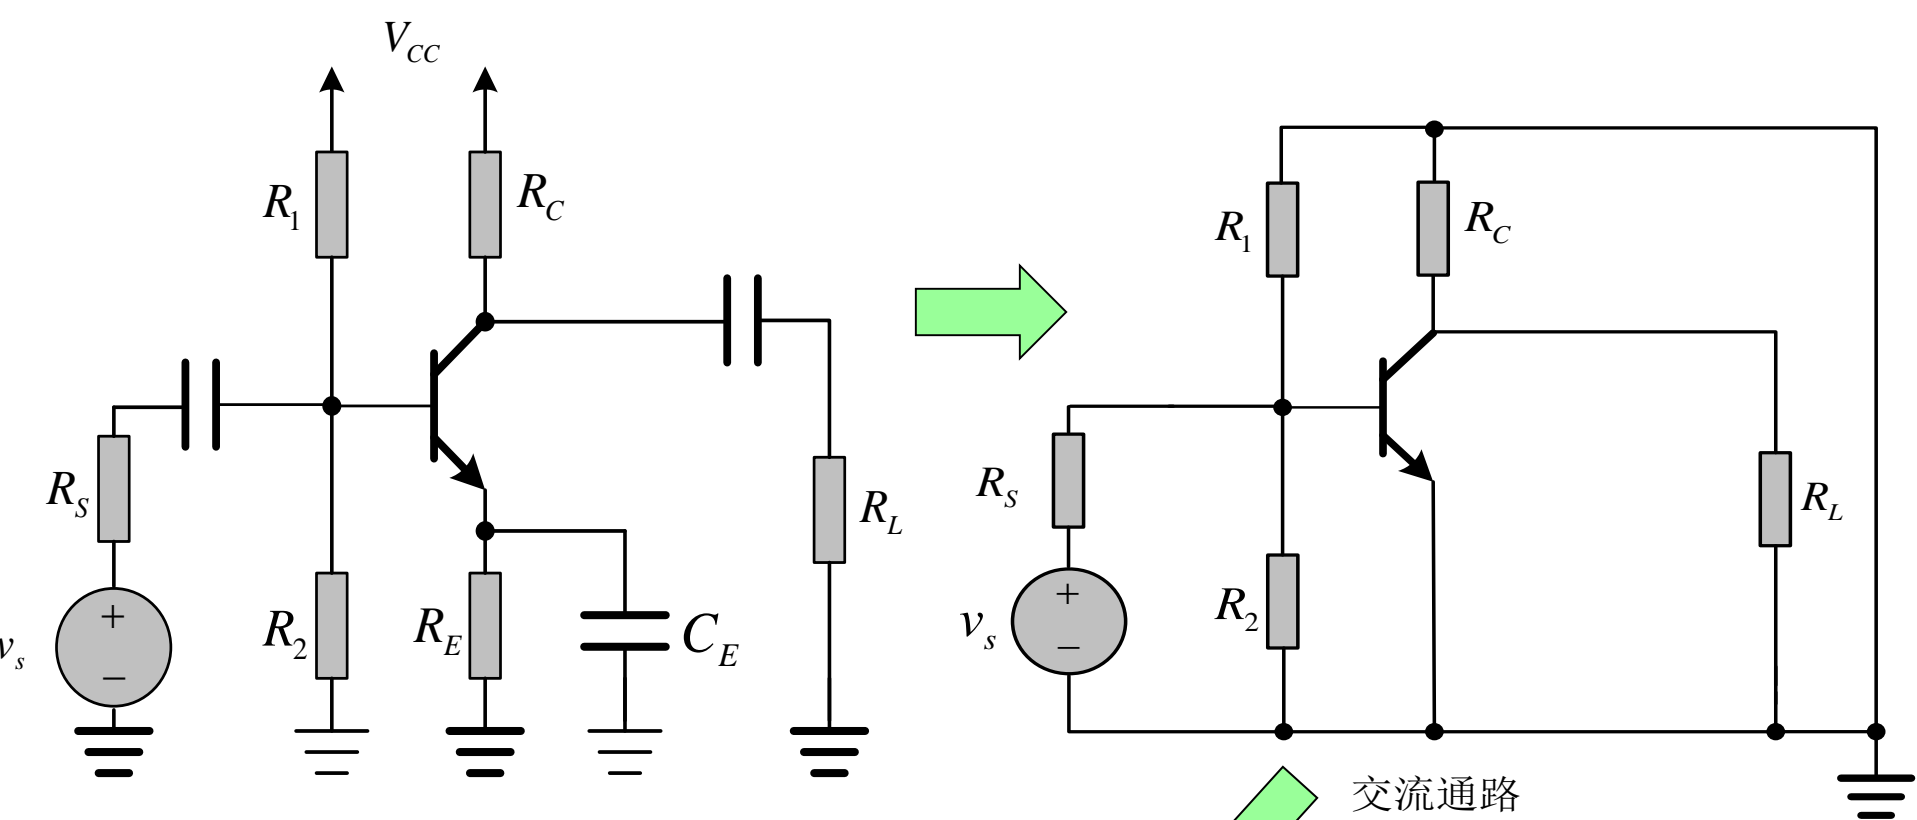 V_CC
R_1
R_C
R_S
v_s
+
−
R_2
R_E
C_E
R_L
R_1
R_C
R_S
v_s
+
−
R_2
R_L
交流通路